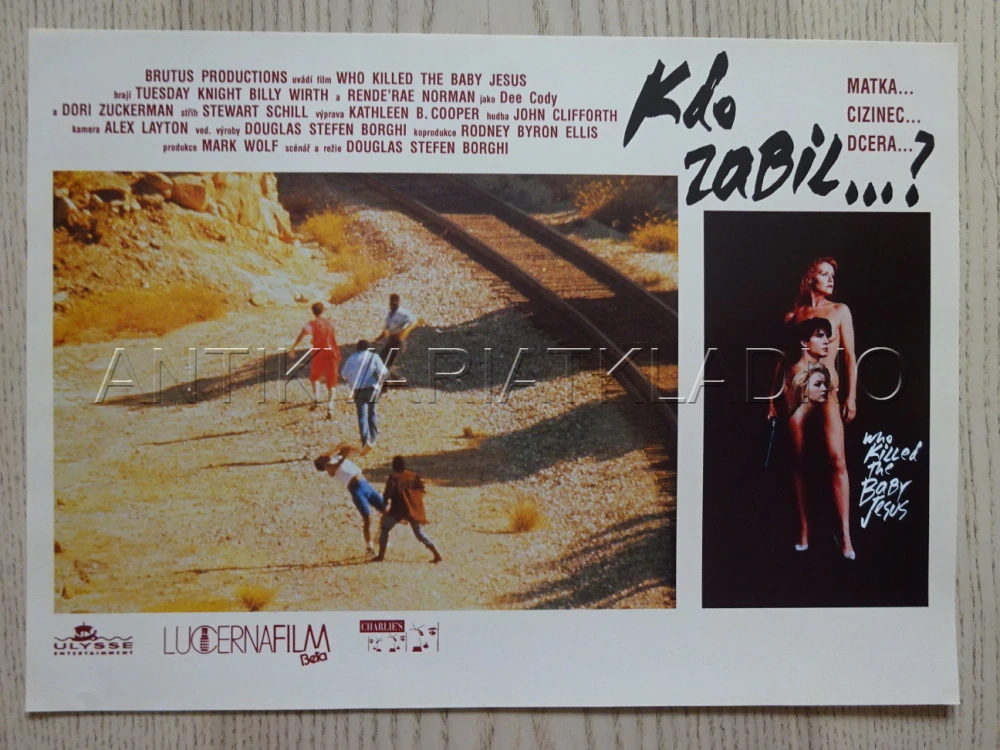 BRUTUS PRODUCTIONS uvádí film WHO KILLED THE BABY JESUS
hrají TUESDAY KNIGHT BILLY WIRTH a RENDE'RAE NORMAN jako Dee Cody
a DORI ZUCKERMAN střih STEWART SCHILL výprava KATHLEEN B. COOPER hudba JOHN CLIFFORTH
kamera ALEX LAYTON ved. výroby DOUGLAS STEFEN BORGHI koprodukce RODNEY BYRON ELLIS
produkce MARK WOLF scénář a režie DOUGLAS STEFEN BORGHI
Kdo
zabil...?
MATKA...
CIZINEC...
DCERA...
ANTIKVARIATKLADNO
who
Killed
The
Baby
Jesus
ULYSSE
ENTERTAINMENT
LUCERNAFILM
Beta
CHARLIE'S